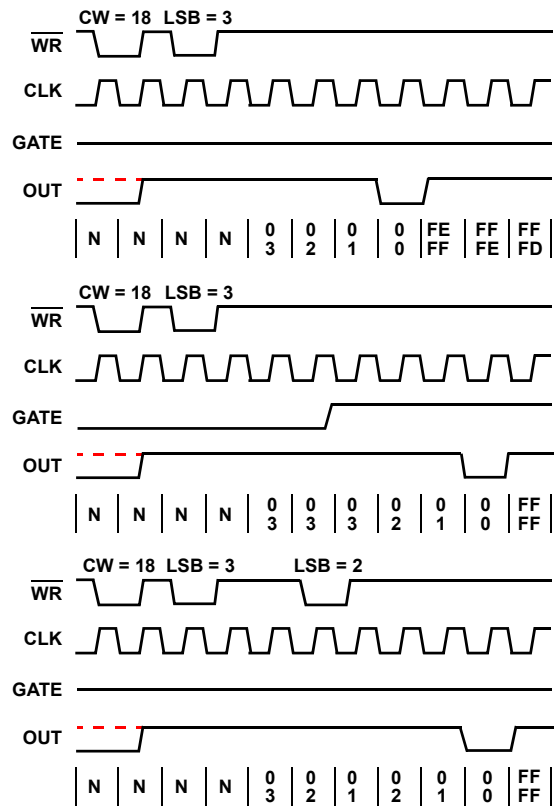 CW = 18 LSB = 3
WR
CLK
GATE
OUT
N N N N 0 0 0 0 FE FF FF
3 2 1 0 FF FE FD
CW = 18 LSB = 3
WR
CLK
GATE
OUT
N N N N 0 0 0 0 0 0 FF
3 3 3 2 1 0 FF
CW = 18 LSB = 3 LSB = 2
WR
CLK
GATE
OUT
N N N N 0 0 0 0 0 0 FF
3 2 1 2 1 0 FF